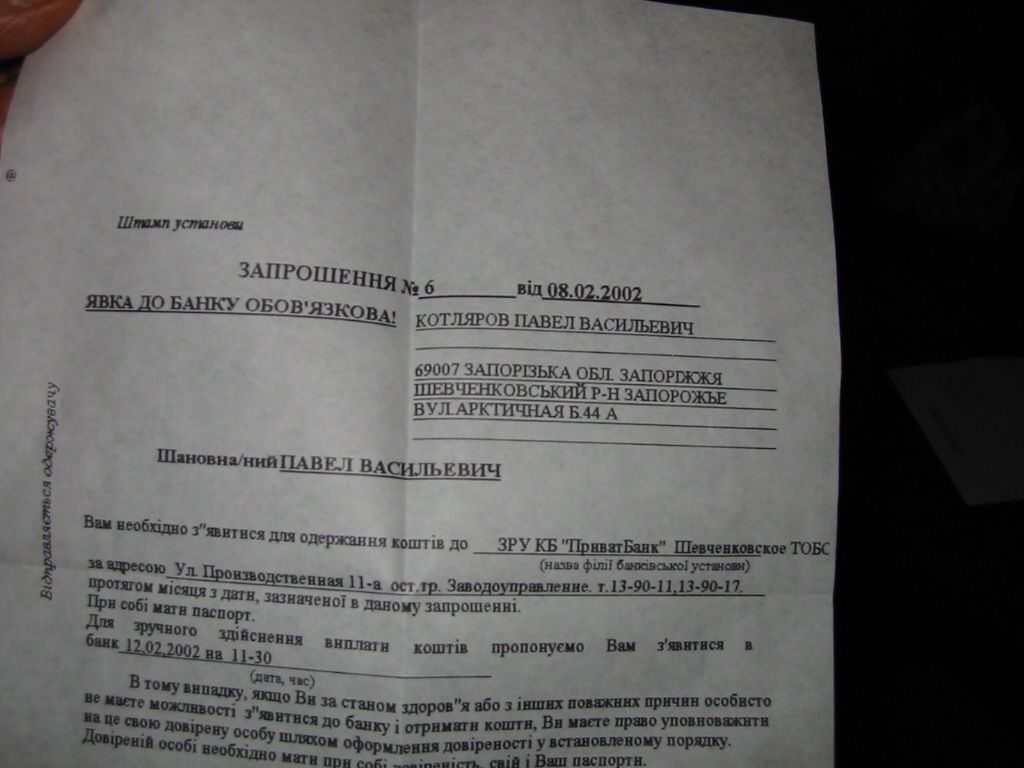 @
Штамп установи
ЗАПРОШЕННЯ № 6 від 08.02.2002
ЯВКА ДО БАНКУ ОБОВ'ЯЗКОВА!
КОТЛЯРОВ ПАВЕЛ ВАСИЛЬЕВИЧ
69007 ЗАПОРІЗЬКА ОБЛ. ЗАПОРІЖЖЯ
ШЕВЧЕНКОВСЬКИЙ Р-Н ЗАПОРОЖЬЕ
ВУЛ.АРКТИЧНАЯ Б.44 А
Відправляється одержувачу
Шановна/ний ПАВЕЛ ВАСИЛЬЕВИЧ
Вам необхідно з"явитися для одержання коштів до ЗРУ КБ "ПриватБанк" Шевченковское ТОБО
(назва філії банківської установи)
за адресою Ул. Производственная 11-а ост.тр. Заводоуправление. т.13-90-11,13-90-17.
протягом місяця з дати, зазначеної в даному запрошенні.
При собі мати паспорт.
Для зручного здійснення виплати коштів пропонуємо Вам з'явитися в
банк 12.02.2002 на 11-30
(дата, час)
В тому випадку, якщо Ви за станом здоров"я або з інших поважних причин особисто
не маєте можливості з"явитися до банку і отримати кошти, Ви маєте право уповноважити
на це свою довірену особу шляхом оформлення довіреності у встановленому порядку.
Довіреній особі необхідно мати при собі довіреність, свій і Ваш паспорти.